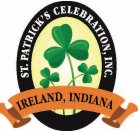 ST. PATRICK'S CELEBRATION, INC.
IRELAND, INDIANA